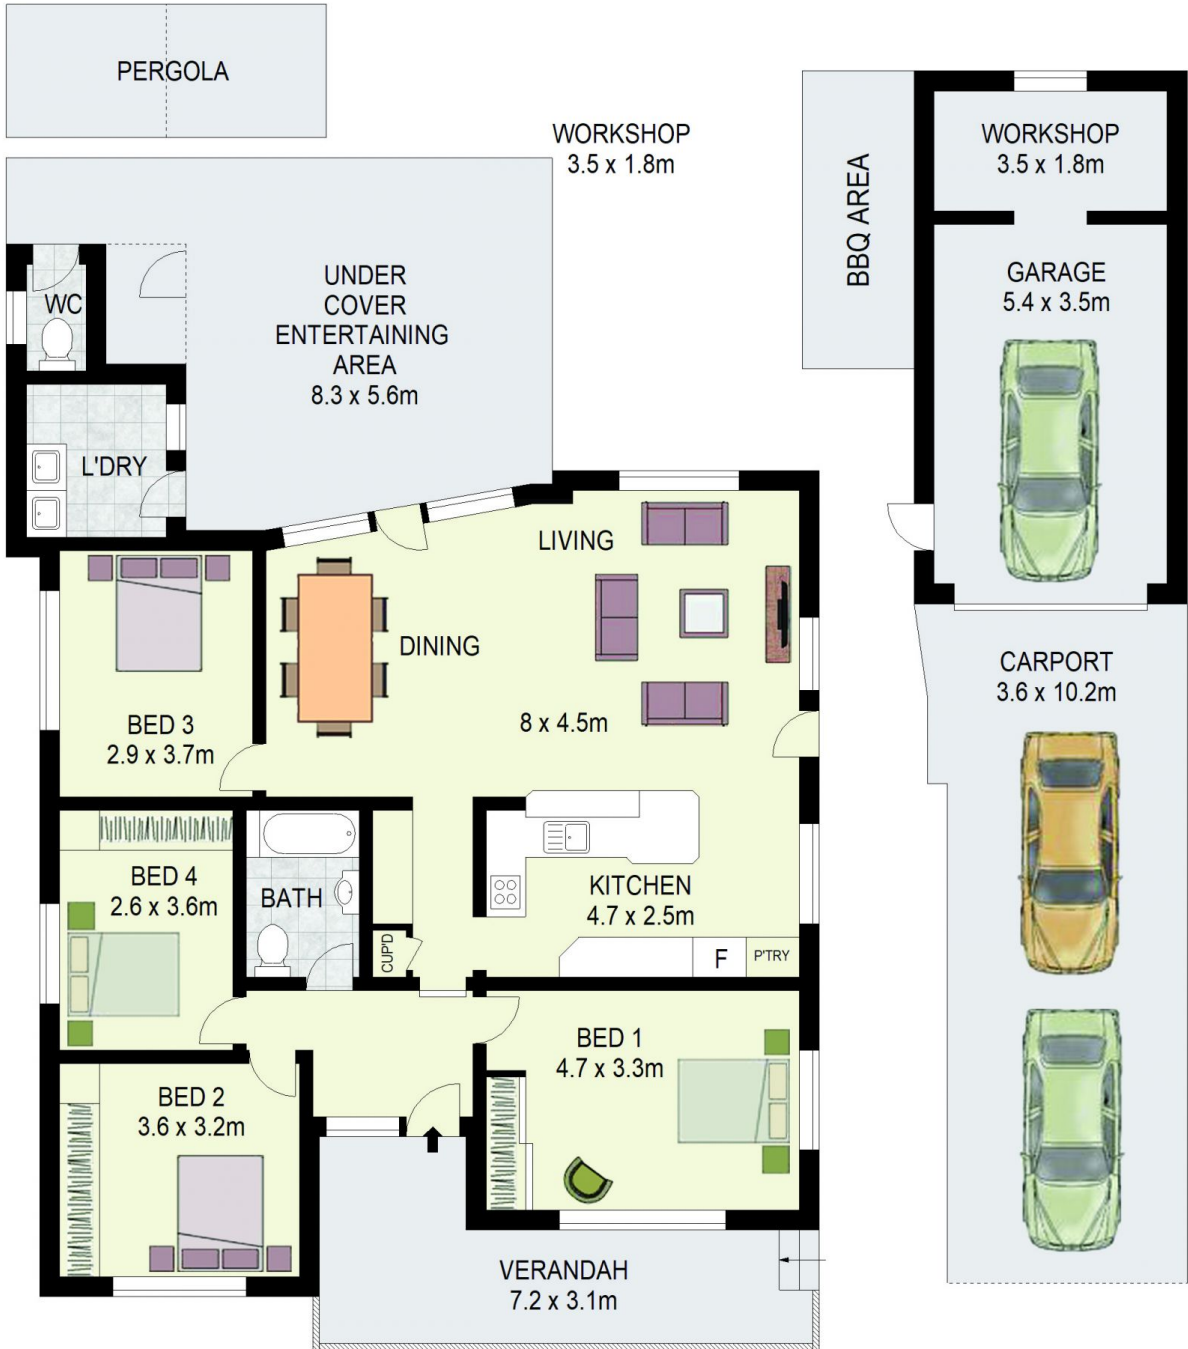 PERGOLA
WORKSHOP
3.5 x 1.8m
WORKSHOP
3.5 x 1.8m
BBQ AREA
GARAGE
5.4 x 3.5m
UNDER
COVER
ENTERTAINING
AREA
8.3 x 5.6m
WC
L'DRY
LIVING
DINING
8 x 4.5m
CARPORT
3.6 x 10.2m
BED 3
2.9 x 3.7m
BED 4
2.6 x 3.6m
BATH
CUP'D
KITCHEN
4.7 x 2.5m
F
P'TRY
BED 1
4.7 x 3.3m
BED 2
3.6 x 3.2m
VERANDAH
7.2 x 3.1m